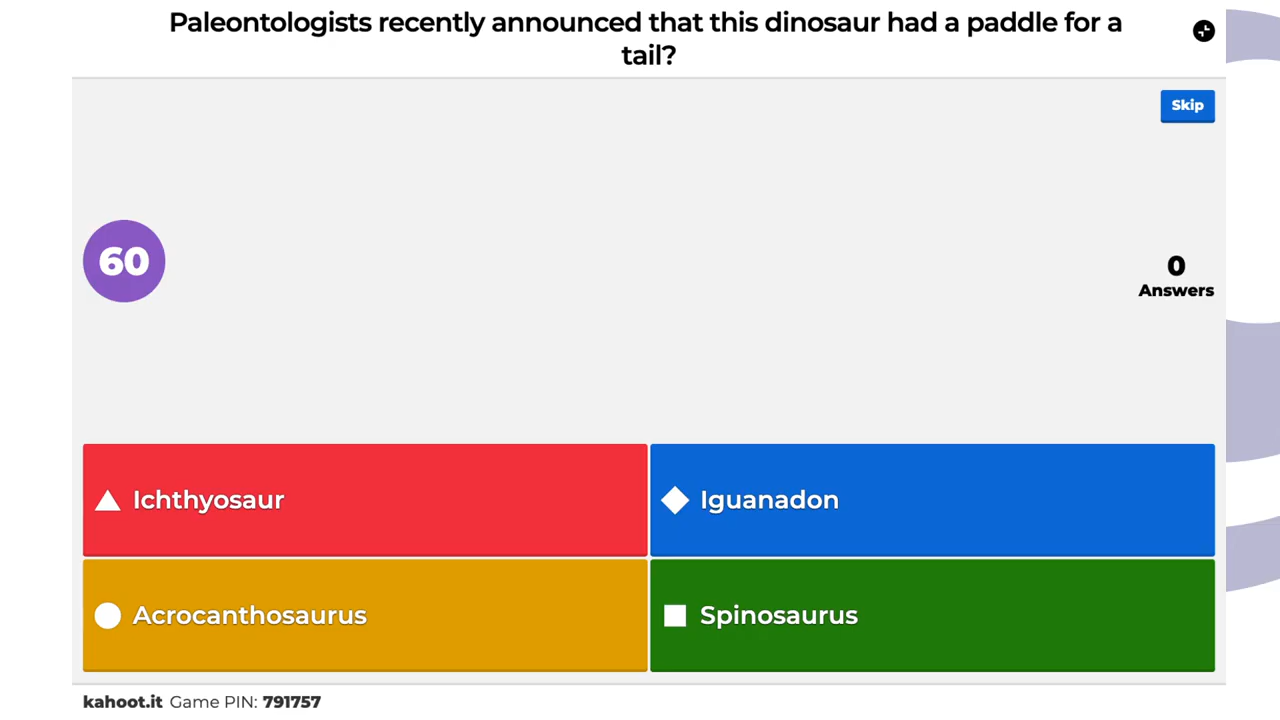 Paleontologists recently announced that this dinosaur had a paddle for a
tail?
Skip
60
0
Answers
Ichthyosaur
Iguanadon
Acrocanthosaurus
Spinosaurus
kahoot.it Game PIN: 791757